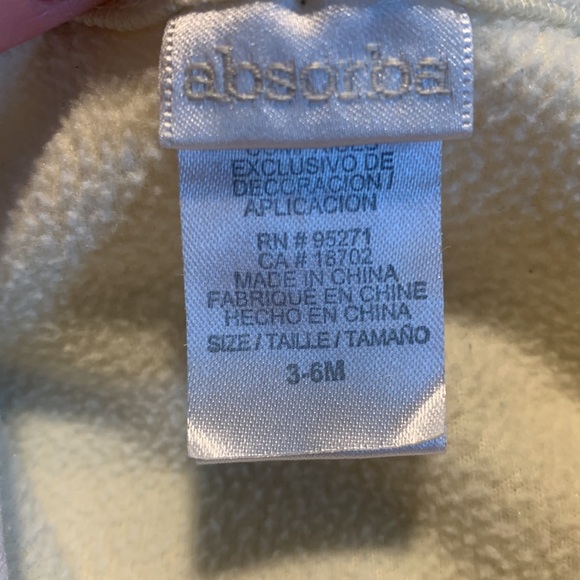 absorba
EXCLUSIVO DE
DECORACION/
APLICACION
RN # 95271
CA # 18702
MADE IN CHINA
FABRIQUE EN CHINE
HECHO EN CHINA
SIZE / TAILLE / TAMAÑO
3-6M